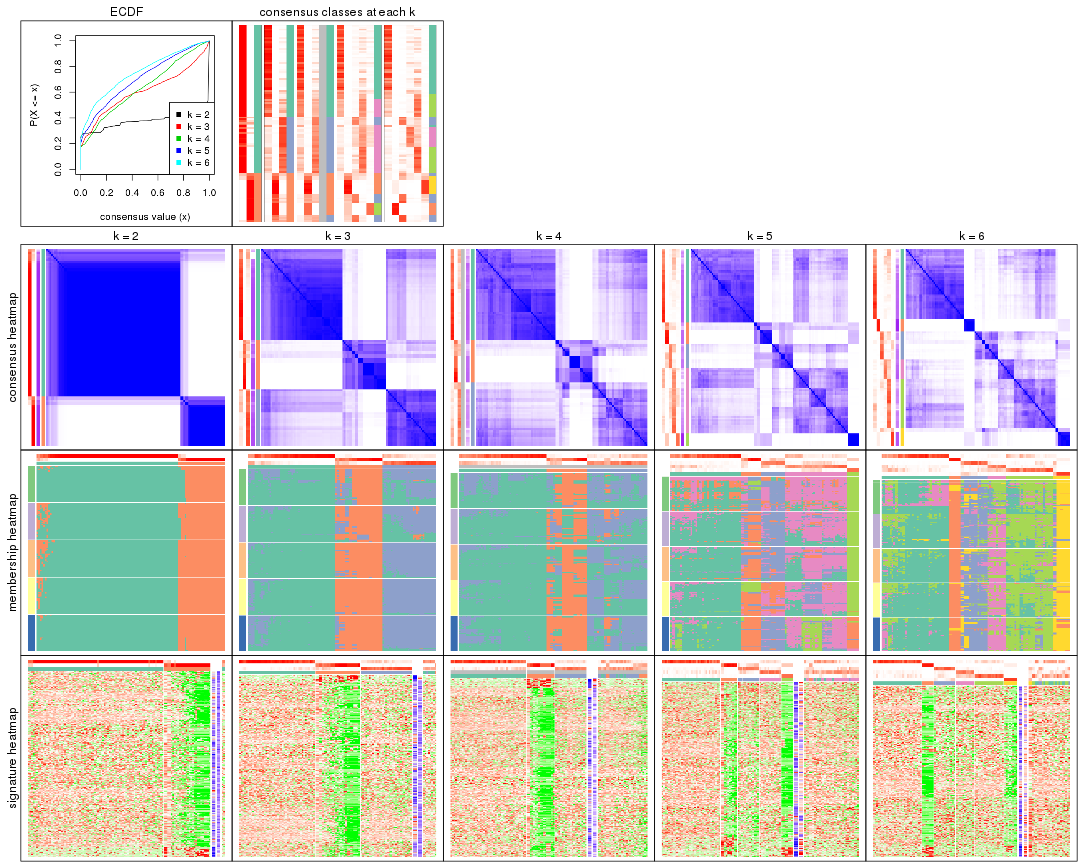 ECDF
consensus classes at each k
P(X <= x)
0.0 0.2 0.4 0.6 0.8 1.0
k = 2
k = 3
k = 4
k = 5
k = 6
0.0 0.2 0.4 0.6 0.8 1.0
consensus value (x)
k = 2 k = 3 k = 4 k = 5 k = 6
consensus heatmap
membership heatmap
signature heatmap